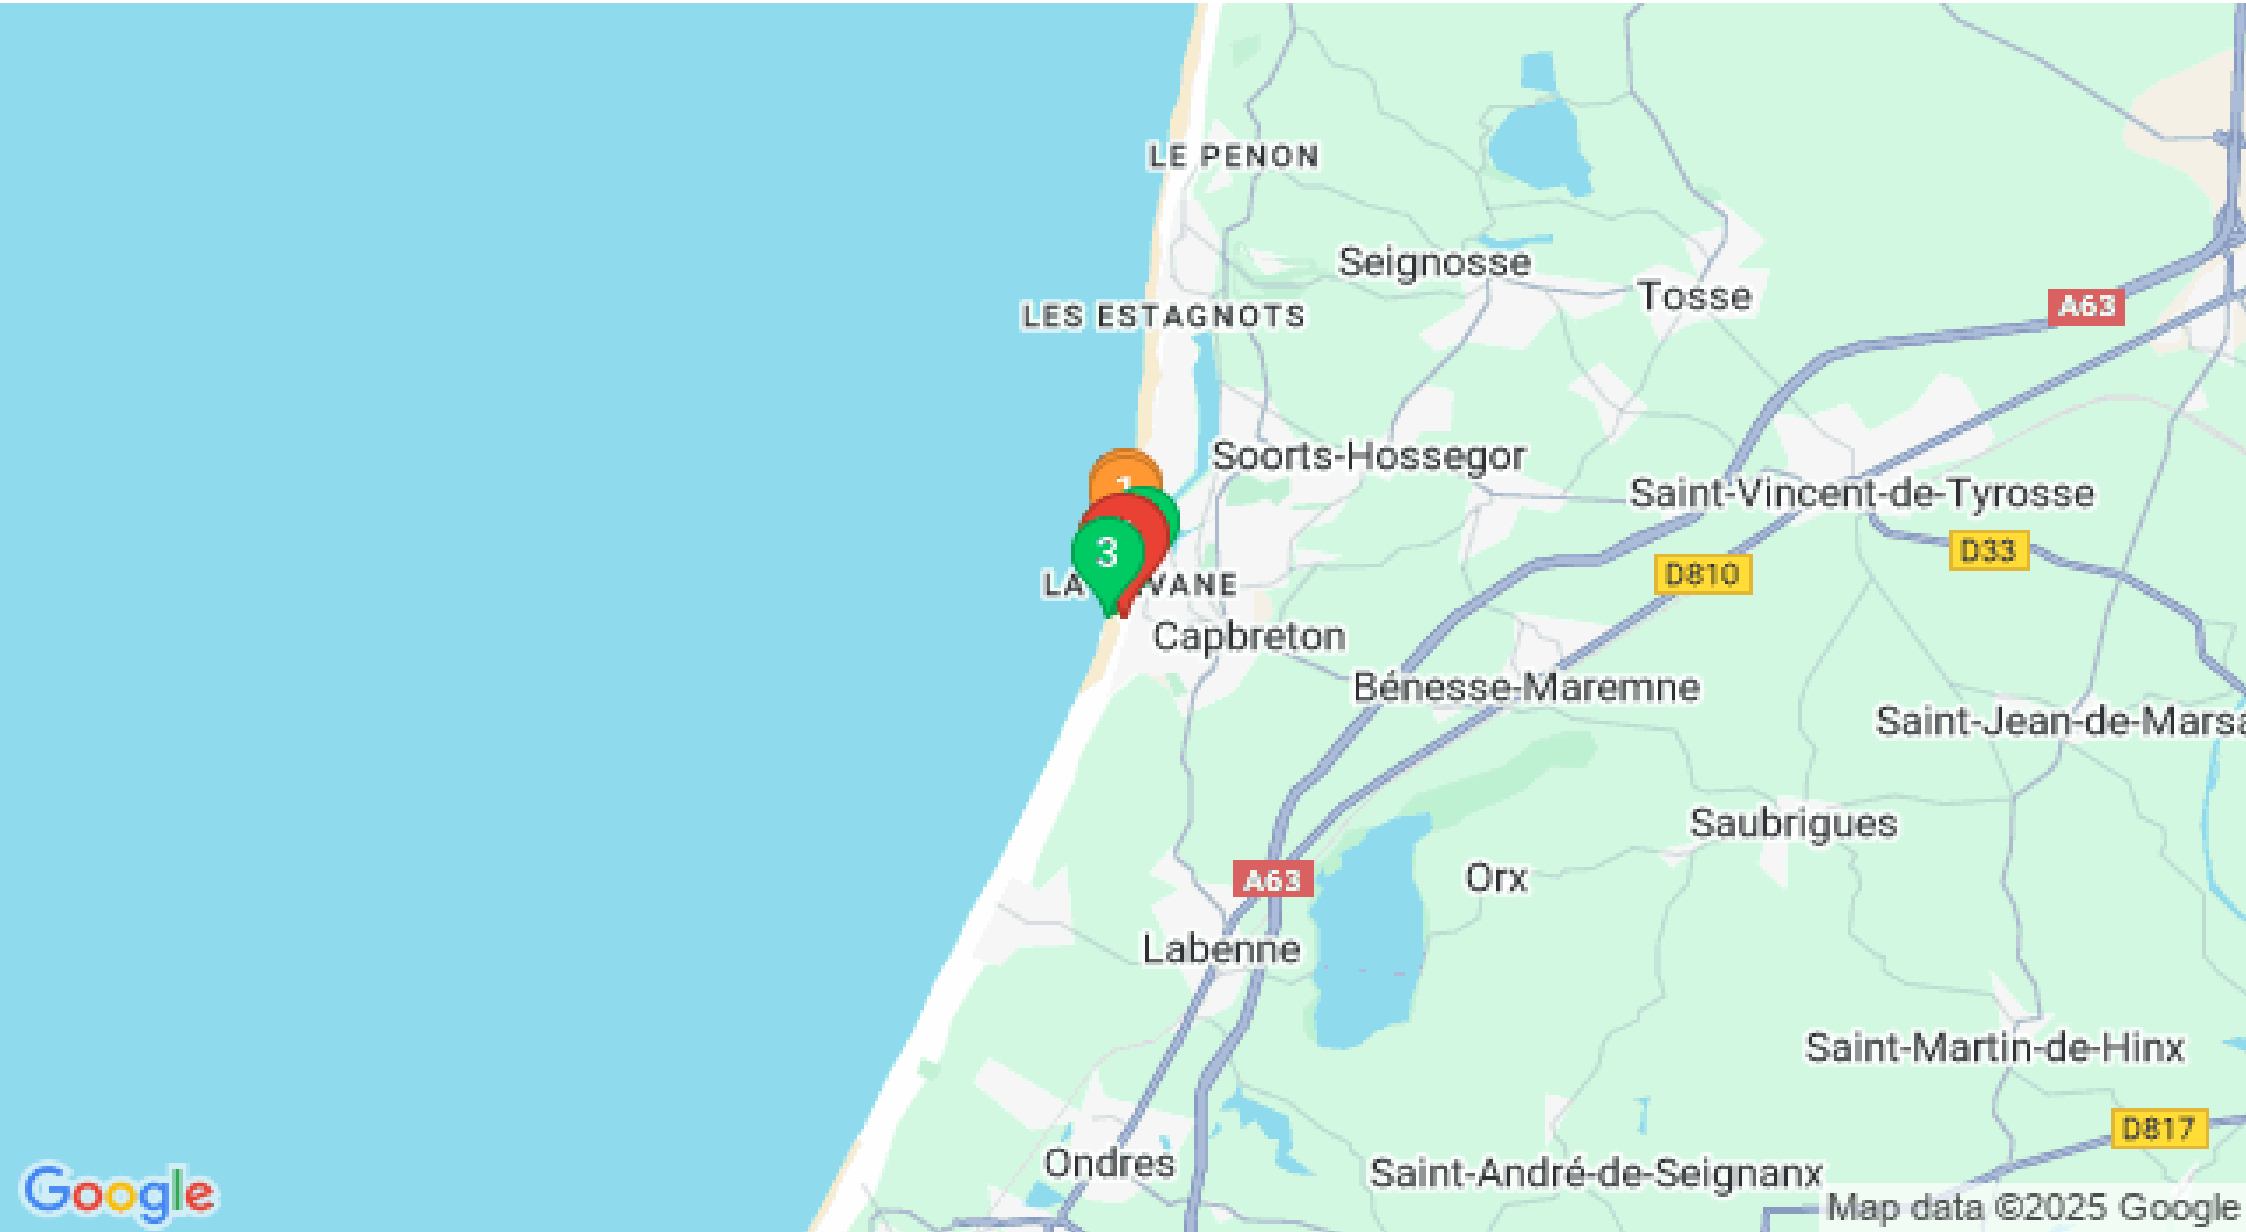 LE PENON
Seignosse
Tosse
A63
LES ESTAGNOTS
Soorts-Hossegor
1
Saint-Vincent-de-Tyrosse
3
D33
D810
LA
VANE
Capbreton
Bénesse-Maremne
Saint-Jean-de-Marsa
Saubrigues
A63
Orx
Labenne
Saint-Martin-de-Hinx
D817
Ondres
Saint-André-de-Seignanx
Google
Map data ©2025 Google